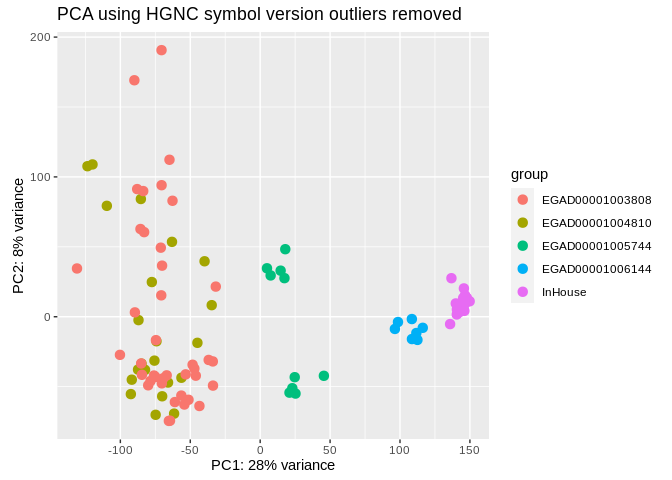 PCA using HGNC symbol version outliers removed
200
100
0
PC2: 8% variance
-100
-50
0
50
100
150
PC1: 28% variance
group
EGAD00001003808
EGAD00001004810
EGAD00001005744
EGAD00001006144
InHouse